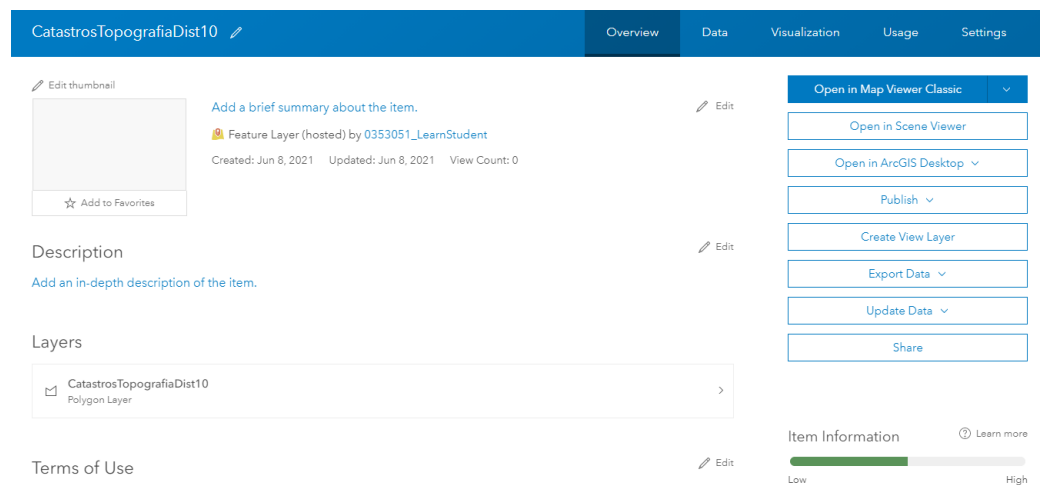 CatastrosTopografiaDist10
Overview
Data
Visualization
Usage
Settings
Edit thumbnail
Add to Favorites
Add a brief summary about the item.
Edit
Feature Layer (hosted) by 0353051_LearnStudent
Created: Jun 8, 2021 Updated: Jun 8, 2021 View Count: 0
Description
Edit
Add an in-depth description of the item.
Layers
CatastrosTopografiaDist10
Polygon Layer
Terms of Use
Edit
Open in Map Viewer Classic
Open in Scene Viewer
Open in ArcGIS Desktop
Publish
Create View Layer
Export Data
Update Data
Share
Item Information
Learn more
Low
High